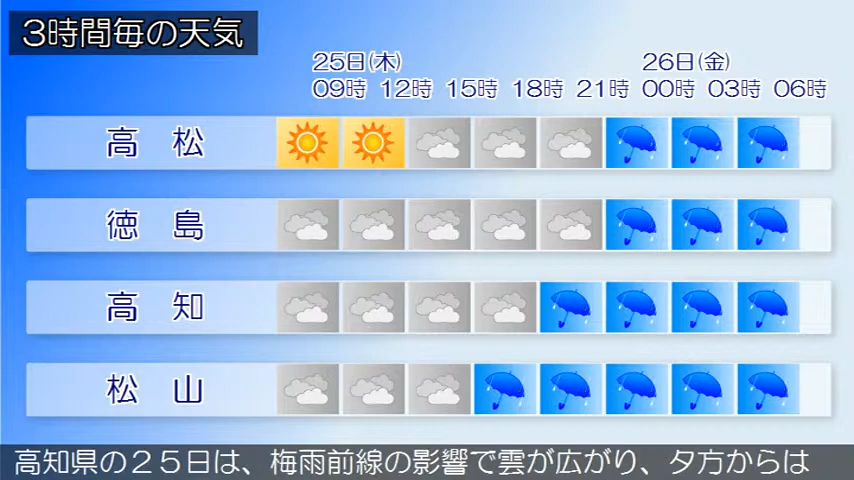 3時間毎の天気
25日(木) 26日(金)
09時 12時 15時 18時 21時 00時 03時 06時
高松
徳島
高知
松山
高知県の２５日は、梅雨前線の影響で雲が広がり、夕方からは